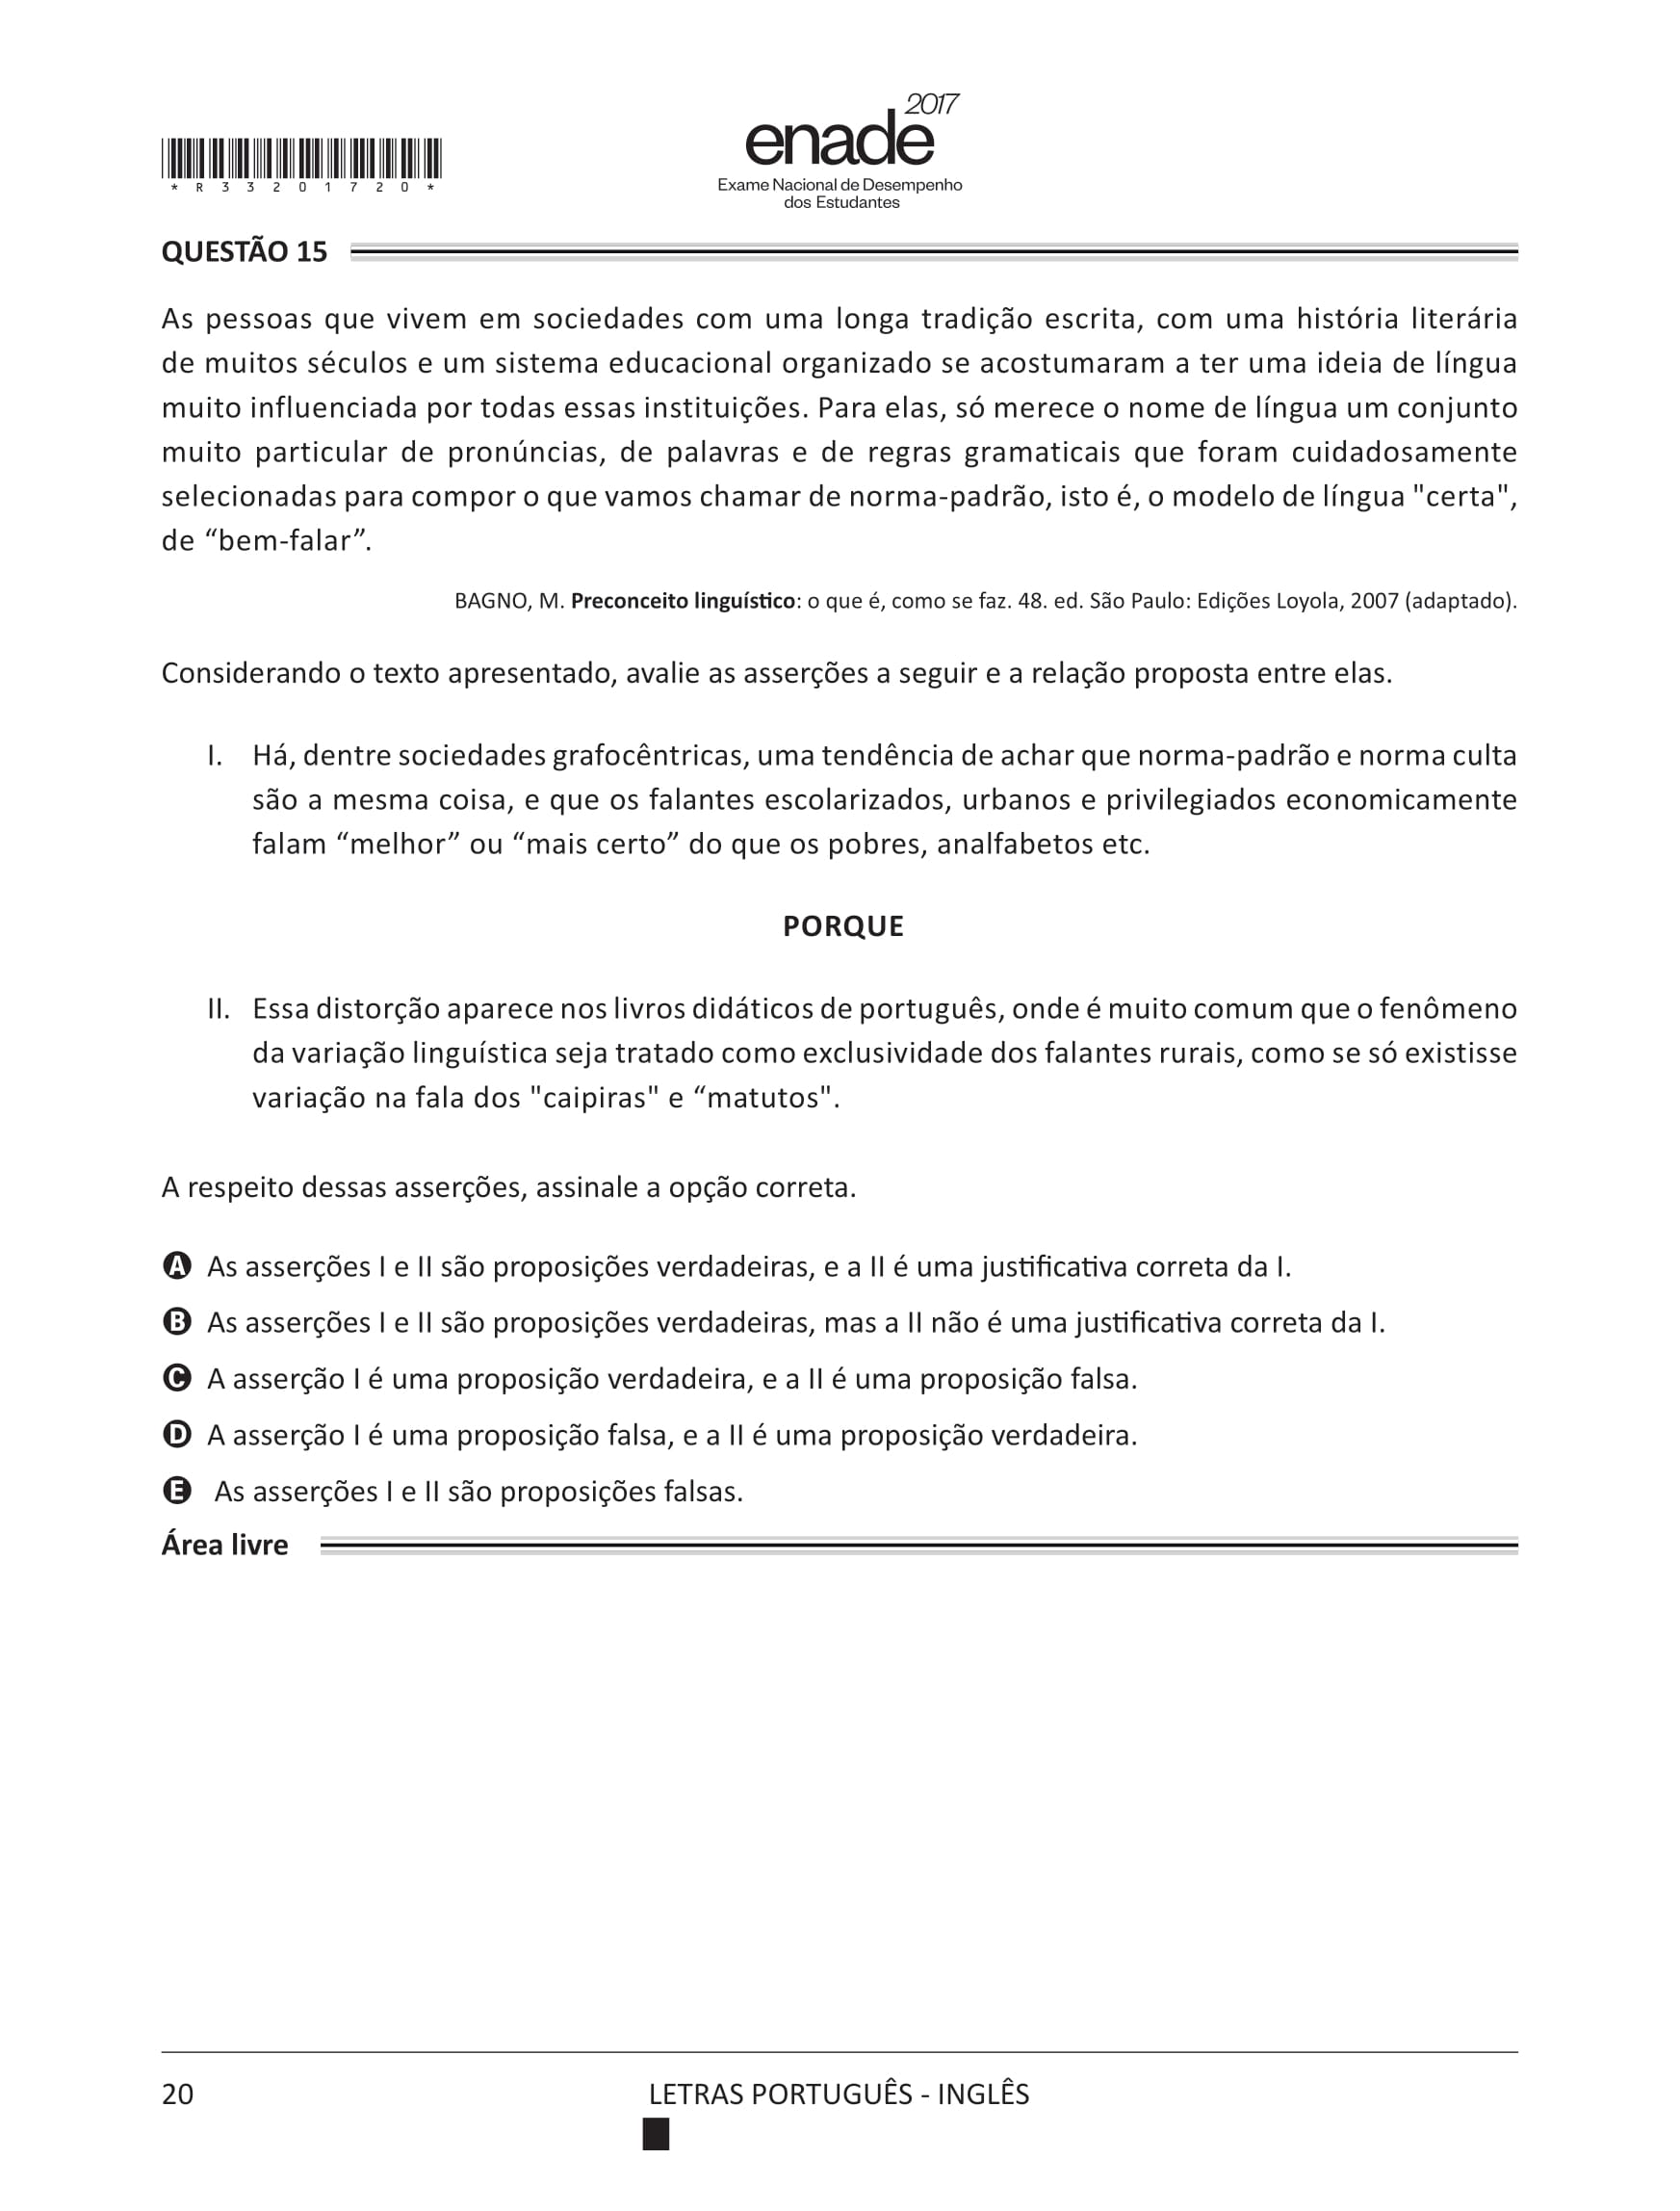 2017
enade
Exame Nacional de Desempenho
dos Estudantes
* R 3 3 2 0 1 7 2 0 *
QUESTÃO 15
As pessoas que vivem em sociedades com uma longa tradição escrita, com uma história literária
de muitos séculos e um sistema educacional organizado se acostumaram a ter uma ideia de língua
muito influenciada por todas essas instituições. Para elas, só merece o nome de língua um conjunto
muito particular de pronúncias, de palavras e de regras gramaticais que foram cuidadosamente
selecionadas para compor o que vamos chamar de norma-padrão, isto é, o modelo de língua "certa",
de “bem-falar”.
BAGNO, M. Preconceito linguístico: o que é, como se faz. 48. ed. São Paulo: Edições Loyola, 2007 (adaptado).
Considerando o texto apresentado, avalie as asserções a seguir e a relação proposta entre elas.
I. Há, dentre sociedades grafocêntricas, uma tendência de achar que norma-padrão e norma culta
são a mesma coisa, e que os falantes escolarizados, urbanos e privilegiados economicamente
falam “melhor” ou “mais certo” do que os pobres, analfabetos etc.
PORQUE
II. Essa distorção aparece nos livros didáticos de português, onde é muito comum que o fenômeno
da variação linguística seja tratado como exclusividade dos falantes rurais, como se só existisse
variação na fala dos "caipiras" e “matutos".
A respeito dessas asserções, assinale a opção correta.
A As asserções I e II são proposições verdadeiras, e a II é uma justificativa correta da I.
B As asserções I e II são proposições verdadeiras, mas a II não é uma justificativa correta da I.
C A asserção I é uma proposição verdadeira, e a II é uma proposição falsa.
D A asserção I é uma proposição falsa, e a II é uma proposição verdadeira.
E As asserções I e II são proposições falsas.
Área livre
20
LETRAS PORTUGUÊS - INGLÊS